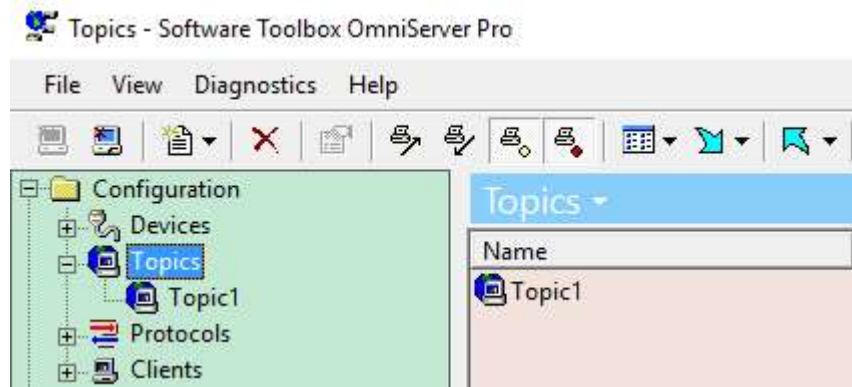 Topics - Software Toolbox OmniServer Pro
File View Diagnostics Help
Configuration
Devices
Topics
Topic1
Protocols
Clients
Topics
Name
Topic1